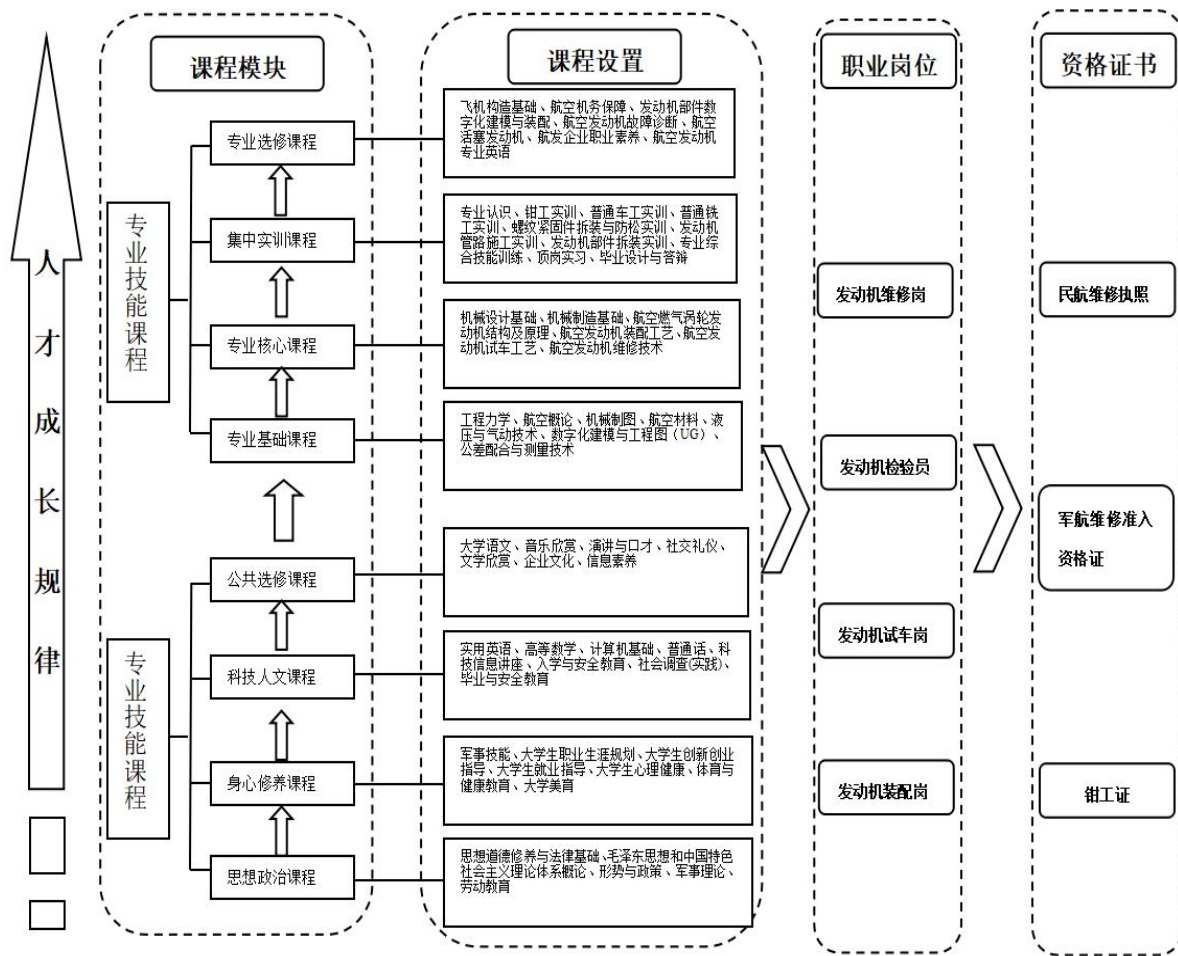 人才成长规律
课程模块
专业技能课程
专业选修课程
集中实训课程
专业核心课程
专业基础课程
专业技能课程
公共选修课程
科技人文课程
身心修养课程
思想政治课程
课程设置
飞机构造基础、航空机务保障、发动机部件数
字化建模与装配、航空发动机故障诊断、航空
活塞发动机、航发企业职业素养、航空发动机
专业英语
专业认识、钳工实训、普通车工实训、普通铣
工实训、螺纹紧固件拆装与防松实训、发动机
管路施工实训、发动机部件拆装实训、专业综
合技能训练、顶岗实习、毕业设计与答辩
机械设计基础、机械制造基础、航空燃气涡轮
发动机结构及原理、航空发动机装配工艺、航空
发动机试车工艺、航空发动机维修技术
工程力学、航空概论、机械制图、航空材料、液
压与气动技术、数字化建模与工程图（UG）、
公差配合与测量技术
大学语文、音乐欣赏、演讲与口才、社交礼仪、
文学欣赏、企业文化、信息素养
实用英语、高等数学、计算机基础、普通话、科
技信息讲座、入学与安全教育、社会调查(实践)、
毕业与安全教育
军事技能、大学生职业生涯规划、大学生创新创业
指导、大学生就业指导、大学生心理健康、体育与
健康教育、大学美育
思想道德修养与法律基础、毛泽东思想和中国特色
社会主义理论体系概论、形势与政策、军事理论、
劳动教育
职业岗位
发动机维修岗
发动机检验员
发动机试车岗
发动机装配岗
资格证书
民航维修执照
军航维修准入
资格证
钳工证